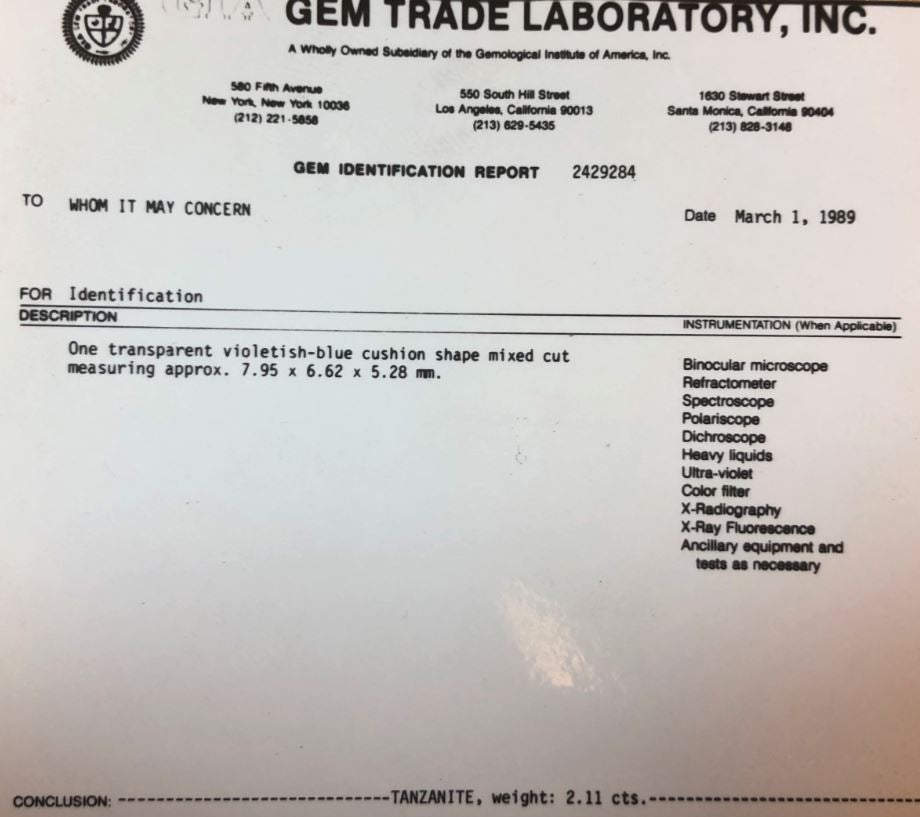 GEM TRADE LABORATORY, INC.
A Wholly Owned Subsidiary of the Gemological Institute of America, Inc.
580 Fifth Avenue
New York, New York 10036
(212) 221-5858
550 South Hill Street
Los Angeles, California 90013
(213) 629-5435
1630 Stewart Street
Santa Monica, California 90404
(213) 828-3148
GEM IDENTIFICATION REPORT 2429284
TO WHOM IT MAY CONCERN
Date March 1, 1989
FOR Identification
DESCRIPTION
INSTRUMENTATION (When Applicable)
One transparent violetish-blue cushion shape mixed cut
measuring approx. 7.95 x 6.62 x 5.28 mm.
Binocular microscope
Refractometer
Spectroscope
Polariscope
Dichroscope
Heavy liquids
Ultra-violet
Color filter
X-Radiography
X-Ray Fluorescence
Ancillary equipment and
tests as necessary
CONCLUSION: ------------------------------TANZANITE, weight: 2.11 cts.------------------------------